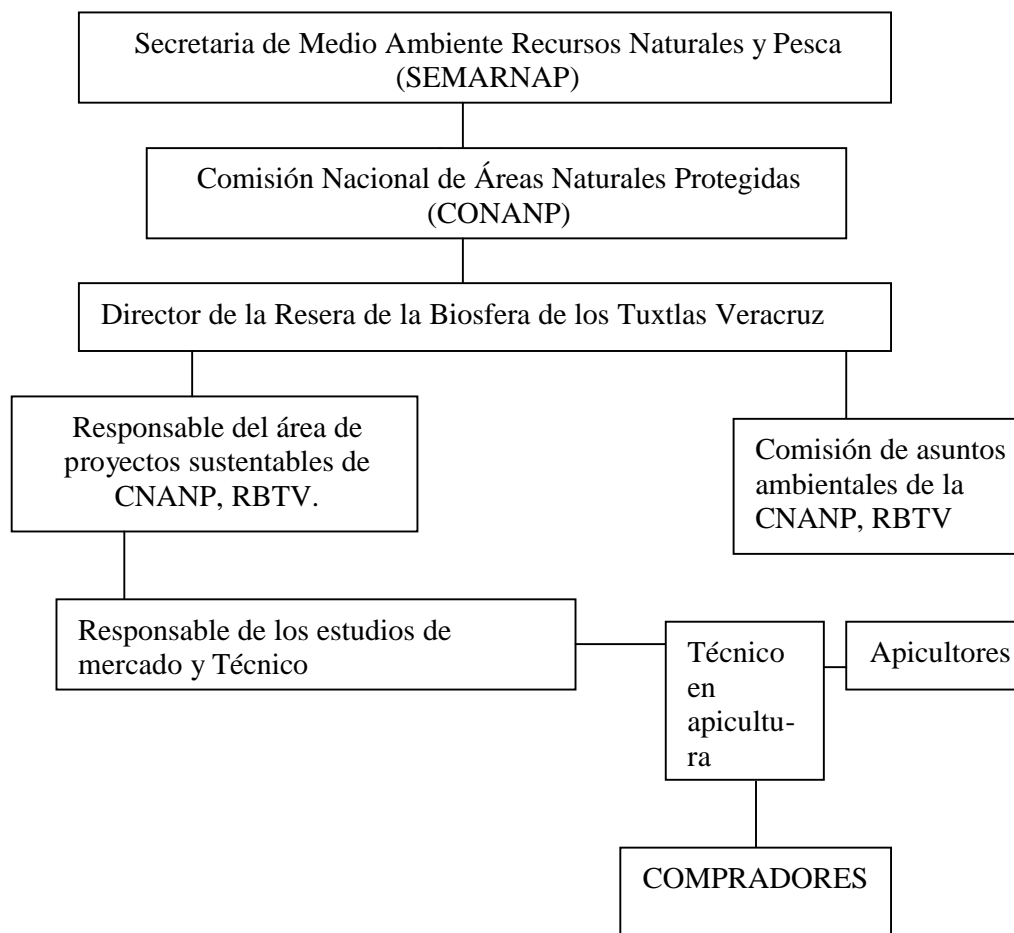 Secretaria de Medio Ambiente Recursos Naturales y Pesca
(SEMARNAP)
Comisión Nacional de Áreas Naturales Protegidas
(CONANP)
Director de la Resera de la Biosfera de los Tuxtlas Veracruz
Responsable del área de
proyectos sustentables de
CNANP, RBTV.
Comisión de asuntos
ambientales de la
CNANP, RBTV
Responsable de los estudios de
mercado y Técnico
Técnico
en
apicultu-
ra
Apicultores
COMPRADORES